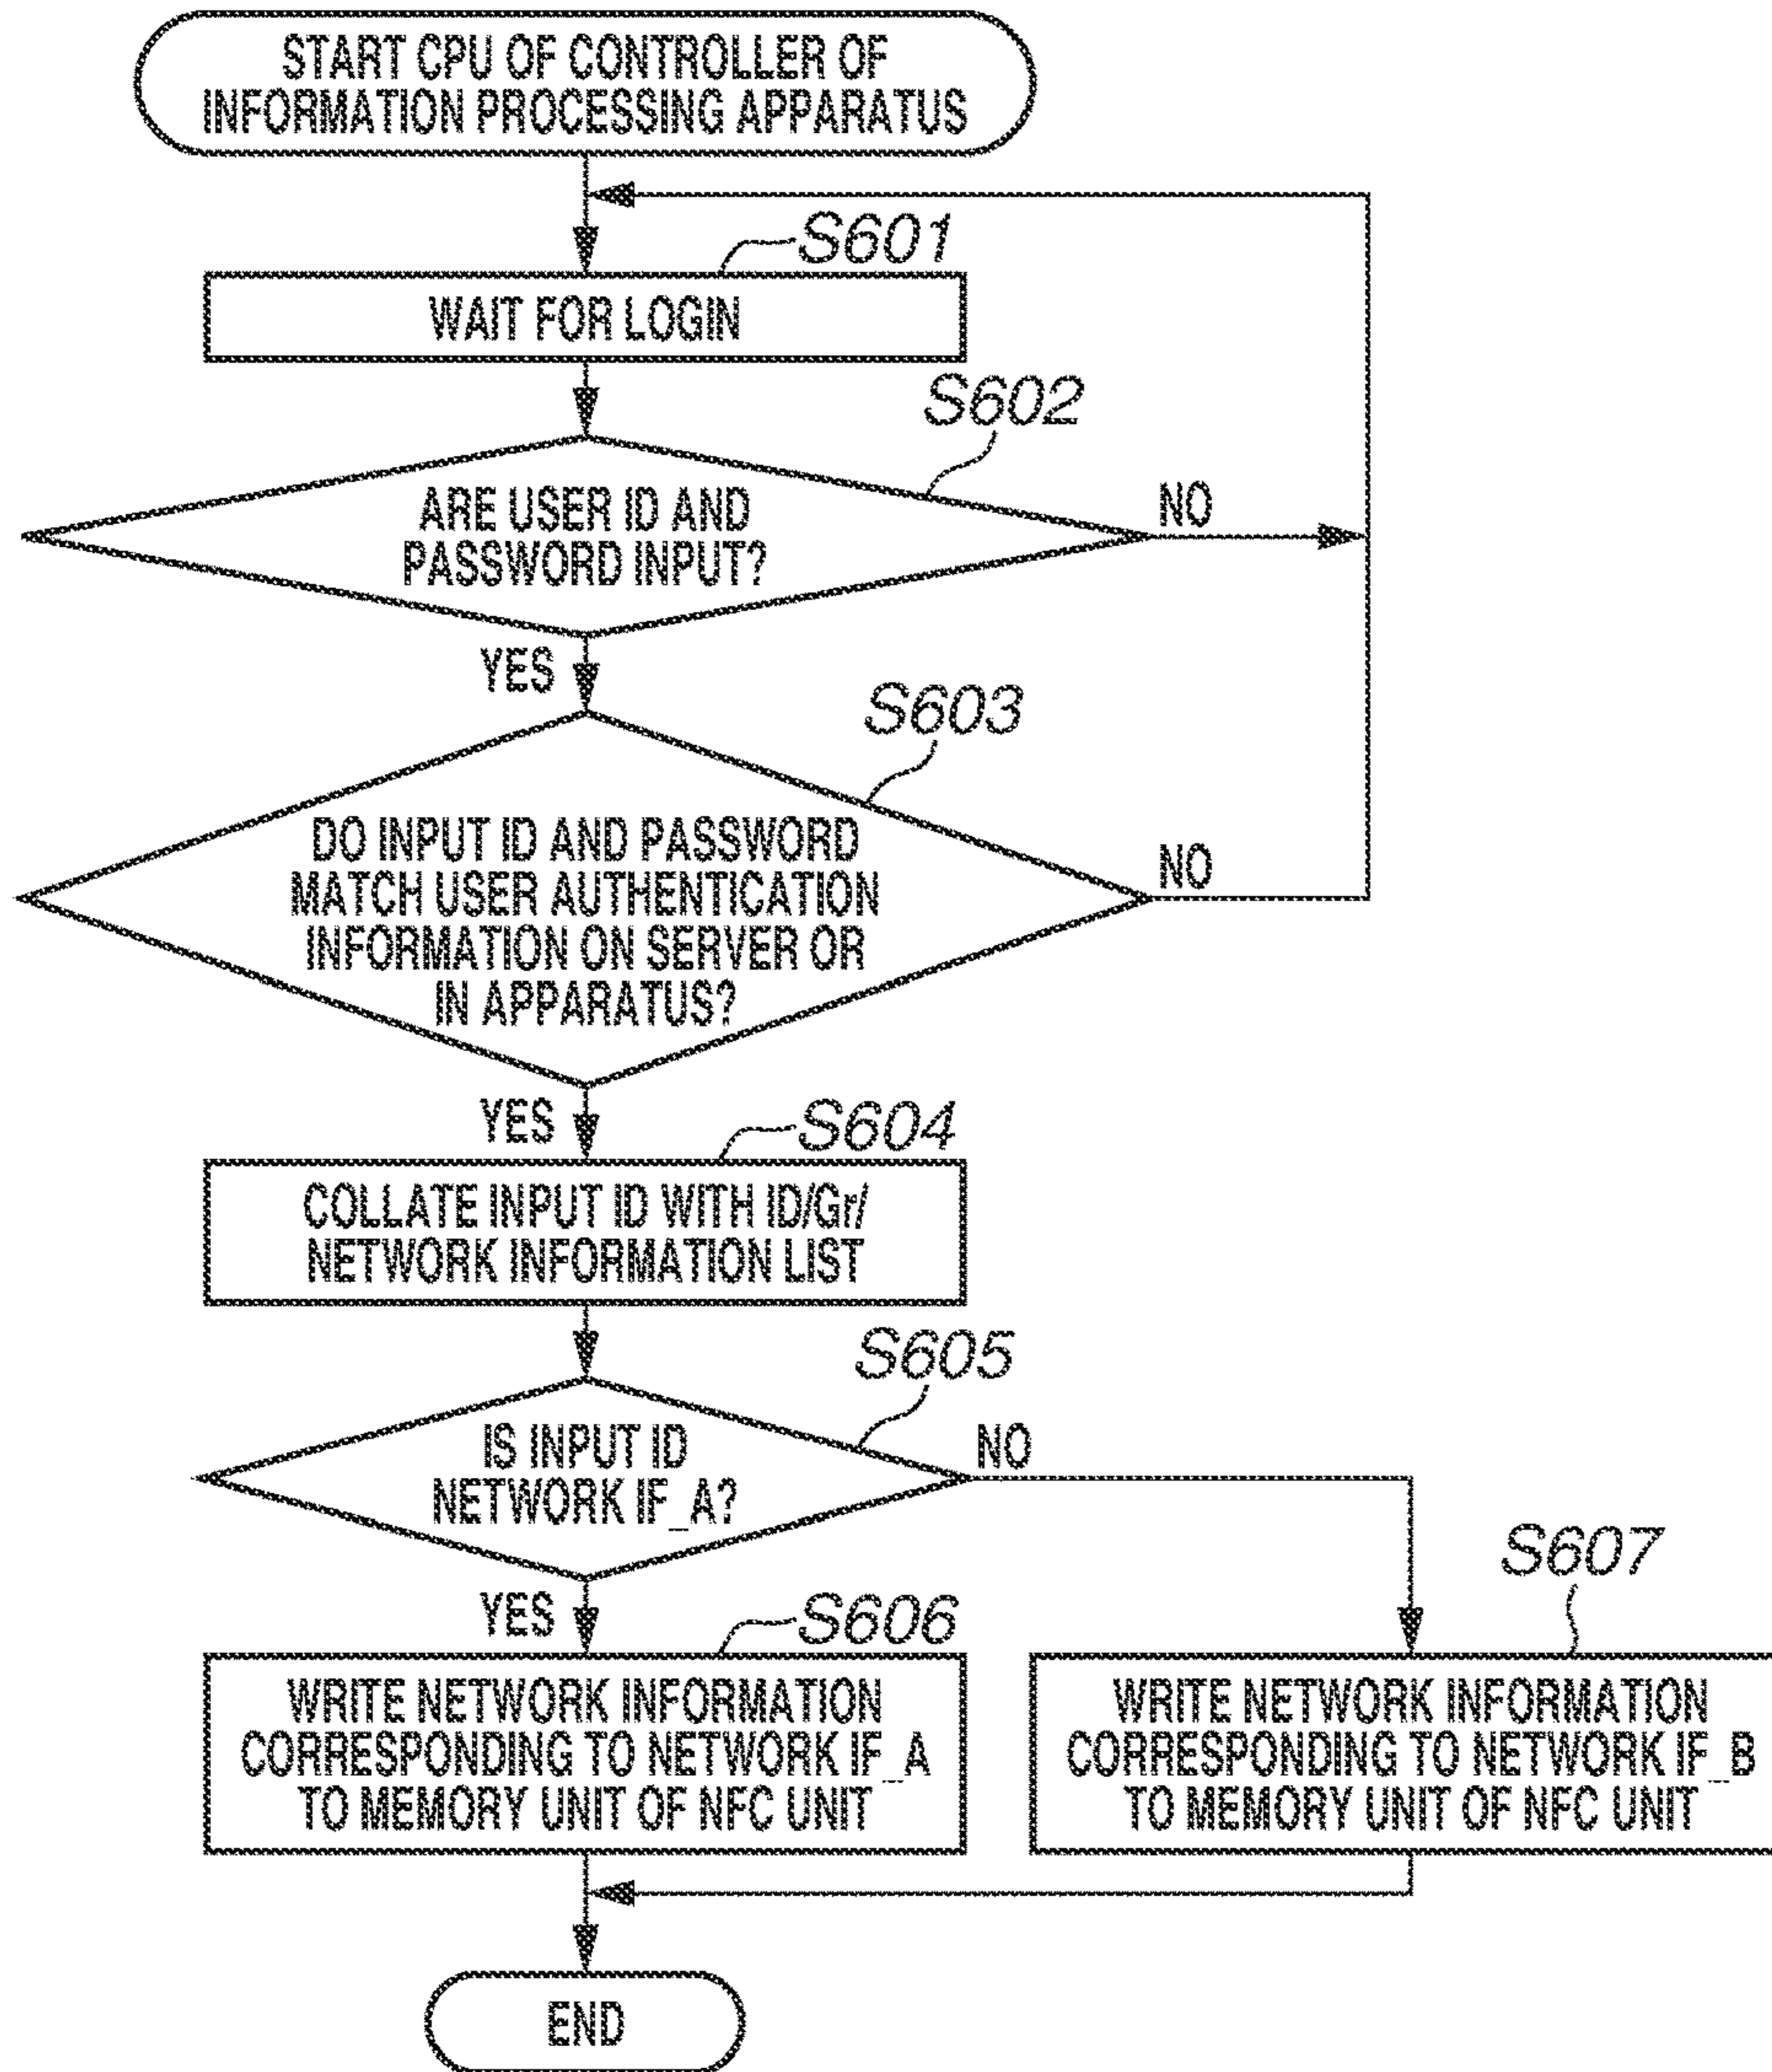 START CPU OF CONTROLLER OF
INFORMATION PROCESSING APPARATUS
S601
WAIT FOR LOGIN
S602
ARE USER ID AND
PASSWORD INPUT?
NO
YES
S603
DO INPUT ID AND PASSWORD
MATCH USER AUTHENTICATION
INFORMATION ON SERVER OR
IN APPARATUS?
NO
YES
S604
COLLATE INPUT ID WITH ID/Gr/
NETWORK INFORMATION LIST
S605
IS INPUT ID
NETWORK IF_A?
NO
YES
S606
WRITE NETWORK INFORMATION
CORRESPONDING TO NETWORK IF_A
TO MEMORY UNIT OF NFC UNIT
S607
WRITE NETWORK INFORMATION
CORRESPONDING TO NETWORK IF_B
TO MEMORY UNIT OF NFC UNIT
END